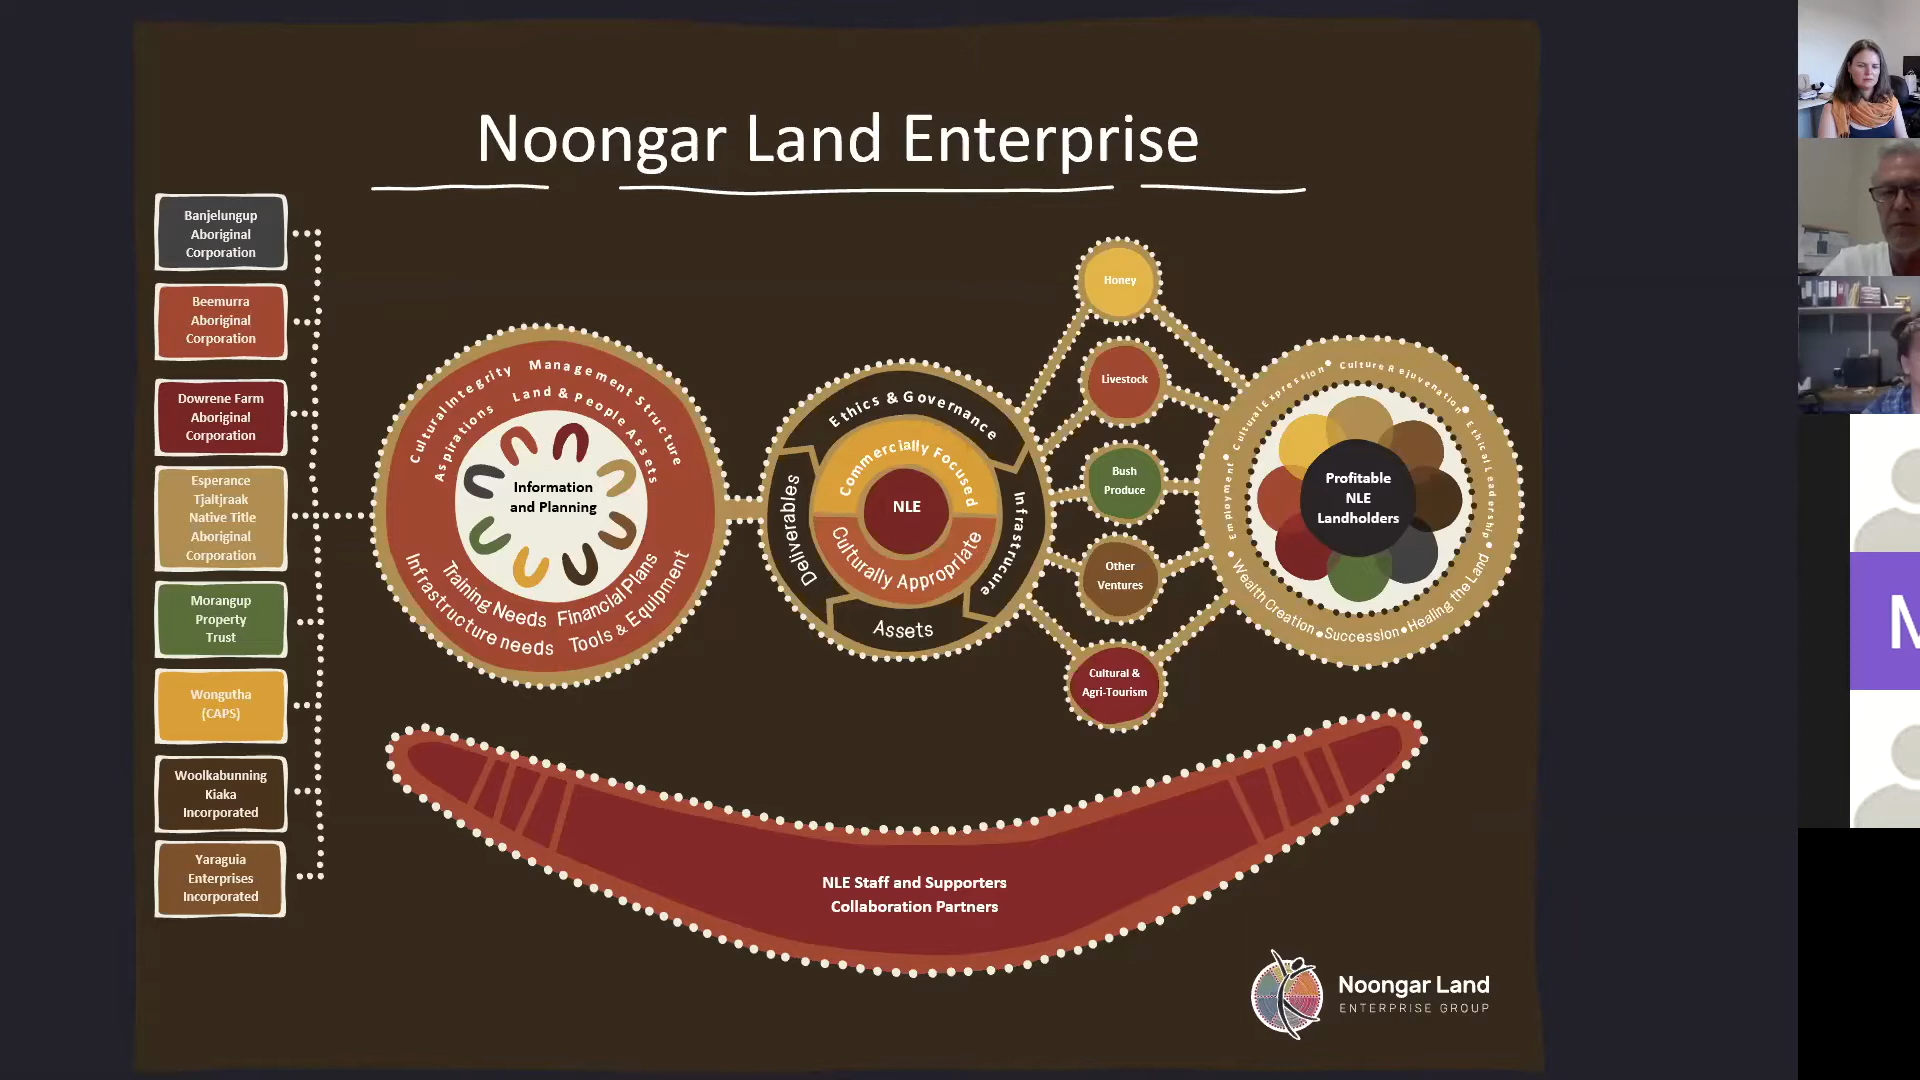 Noongar Land Enterprise
Banjelungup
Aboriginal
Corporation
Beemurra
Aboriginal
Corporation
Dowrene Farm
Aboriginal
Corporation
Esperance
Tjaltjraak
Native Title
Aboriginal
Corporation
Morangup
Property
Trust
Wongutha
(CAPS)
Woolkabunning
Kiaka
Incorporated
Yaraguia
Enterprises
Incorporated
Cultural Integrity Management Structure
Aspirations Land & People Assets
Information
and Planning
Training Needs Financial Plans
Infrastructure needs Tools & Equipment
Ethics & Governance
Deliverables
Infrastrucure
Assets
Commercially Focused
NLE
Culturally Appropriate
Honey
Livestock
Bush
Produce
Other
Ventures
Cultural &
Agri-Tourism
Employment • Cultural Expression • Culture Rejuvenation • Ethical Leadership •
• Wealth Creation • Succession • Healing the Land
Profitable
NLE
Landholders
NLE Staff and Supporters
Collaboration Partners
Noongar Land
ENTERPRISE GROUP